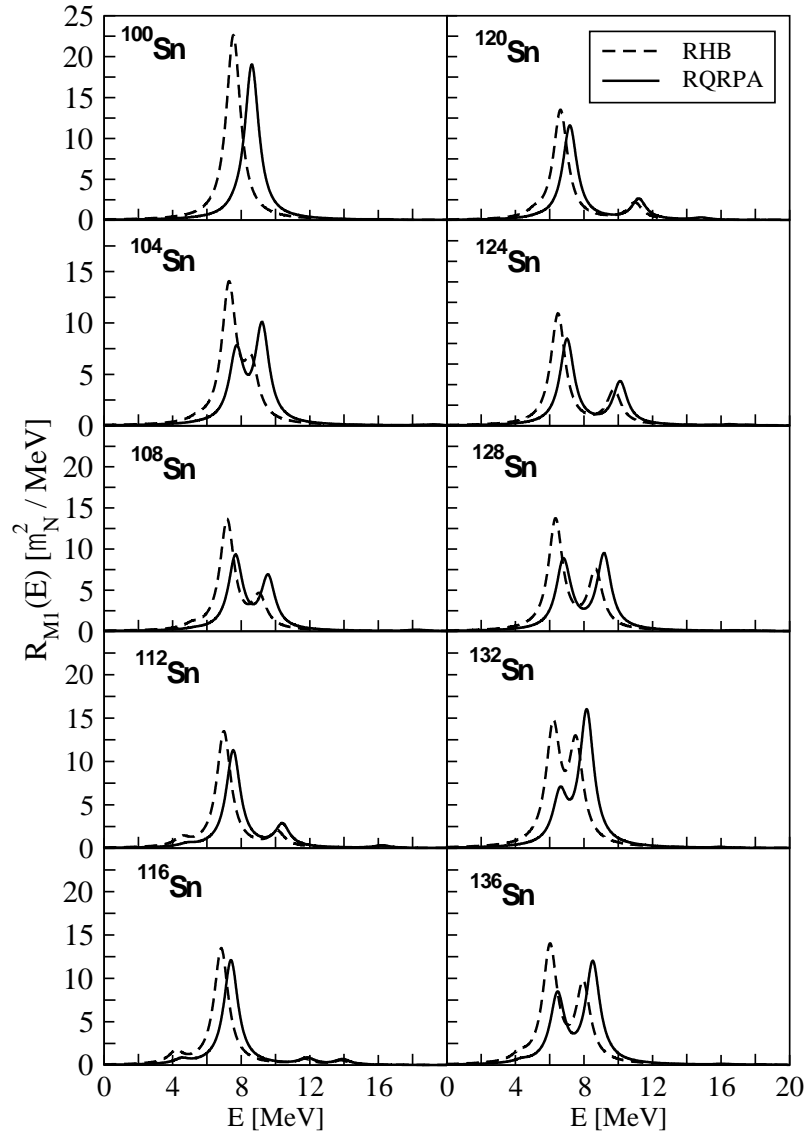 25
20
15
10
5
0
¹⁰⁰Sn
¹²⁰Sn
RHB
RQRPA
15
10
5
0
¹⁰⁴Sn
¹²⁴Sn
20
15
10
5
0
¹⁰⁸Sn
¹²⁸Sn
20
15
10
5
0
¹¹²Sn
¹³²Sn
20
15
10
5
0
¹¹⁶Sn
¹³⁶Sn
R_M1(E) [m²_N / MeV]
0 4 8 12 16 0 4 8 12 16 20
E [MeV] E [MeV]